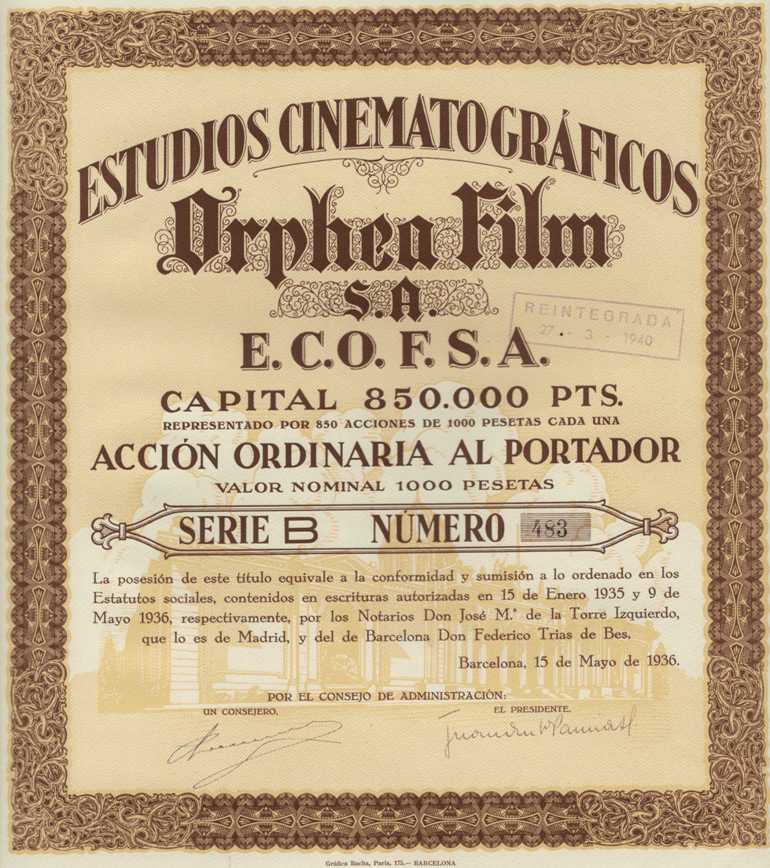 ESTUDIOS CINEMATOGRÁFICOS
Orphea Film
S.A.
REINTEGRADA
27 - 3 - 1940
E. C. O. F. S. A.
CAPITAL 850.000 PTS.
REPRESENTADO POR 850 ACCIONES DE 1000 PESETAS CADA UNA
ACCIÓN ORDINARIA AL PORTADOR
VALOR NOMINAL 1000 PESETAS
SERIE B NÚMERO 483
La posesión de este título equivale a la conformidad y sumisión a lo ordenado en los
Estatutos sociales, contenidos en escrituras autorizadas en 15 de Enero 1935 y 9 de
Mayo 1936, respectivamente, por los Notarios Don José M.ª de la Torre Izquierdo,
que lo es de Madrid, y del de Barcelona Don Federico Trias de Bes.
Barcelona, 15 de Mayo de 1936.
POR EL CONSEJO DE ADMINISTRACIÓN:
UN CONSEJERO, EL PRESIDENTE,
Gráfica Bacha, París, 175.— BARCELONA